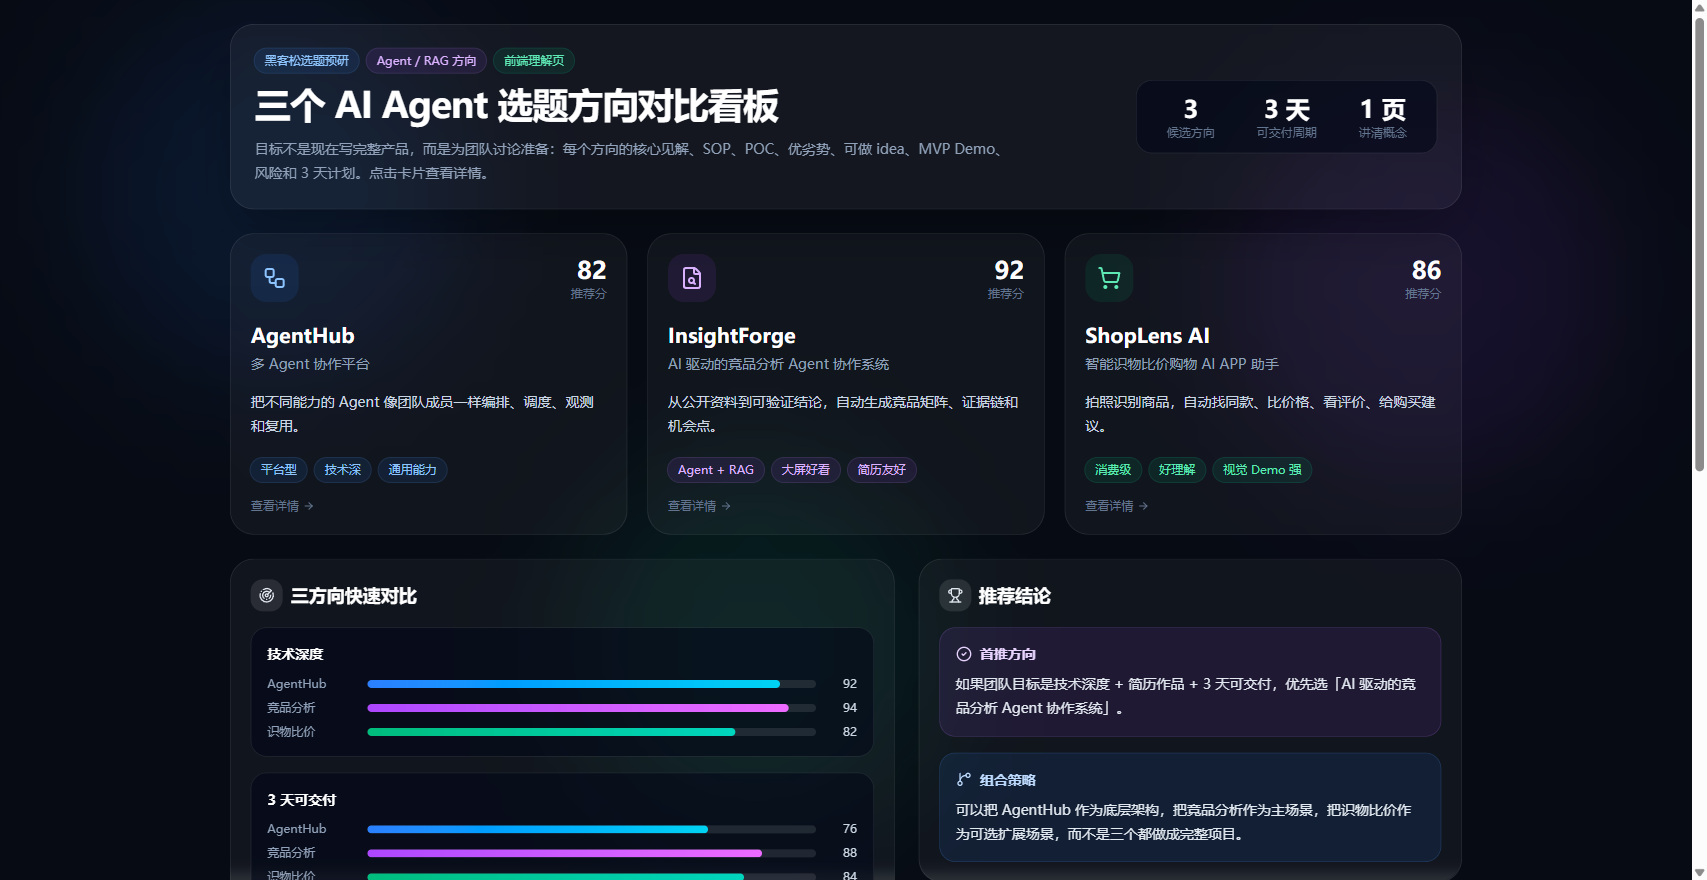 黑客松选题预研
Agent / RAG 方向
前端理解页
三个 AI Agent 选题方向对比看板
目标不是现在写完整产品，而是为团队讨论准备：每个方向的核心见解、SOP、POC、优劣势、可做 idea、MVP Demo、
风险和 3 天计划。点击卡片查看详情。
3
候选方向
3 天
可交付周期
1 页
讲清概念
82
推荐分
AgentHub
多 Agent 协作平台
把不同能力的 Agent 像团队成员一样编排、调度、观测
和复用。
平台型
技术深
通用能力
查看详情 →
92
推荐分
InsightForge
AI 驱动的竞品分析 Agent 协作系统
从公开资料到可验证结论，自动生成竞品矩阵、证据链和
机会点。
Agent + RAG
大屏好看
简历友好
查看详情 →
86
推荐分
ShopLens AI
智能识物比价购物 AI APP 助手
拍照识别商品，自动找同款、比价格、看评价、给购买建
议。
消费级
好理解
视觉 Demo 强
查看详情 →
三方向快速对比
技术深度
AgentHub 92
竞品分析 94
识物比价 82
3 天可交付
AgentHub 76
竞品分析 88
识物比价 84
推荐结论
首推方向
如果团队目标是技术深度 + 简历作品 + 3 天可交付，优先选「AI 驱动的竞
品分析 Agent 协作系统」。
组合策略
可以把 AgentHub 作为底层架构，把竞品分析作为主场景，把识物比价作
为可选扩展场景，而不是三个都做成完整项目。